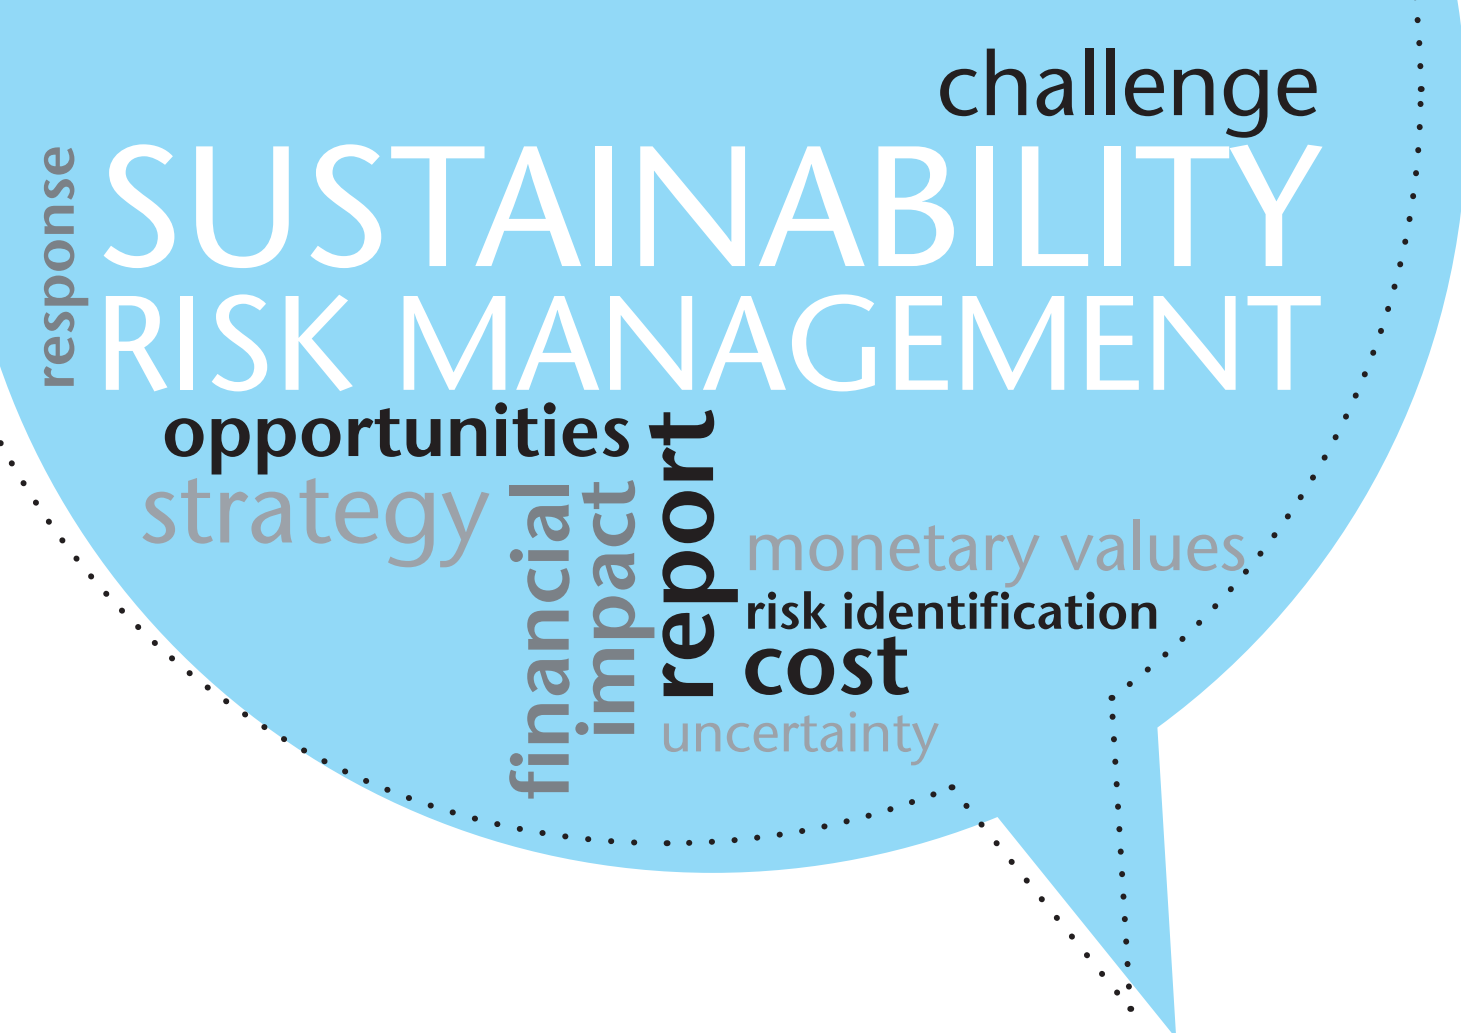 challenge
response
SUSTAINABILITY
RISK MANAGEMENT
opportunities
strategy
financial
impact
report
monetary values
risk identification
cost
uncertainty